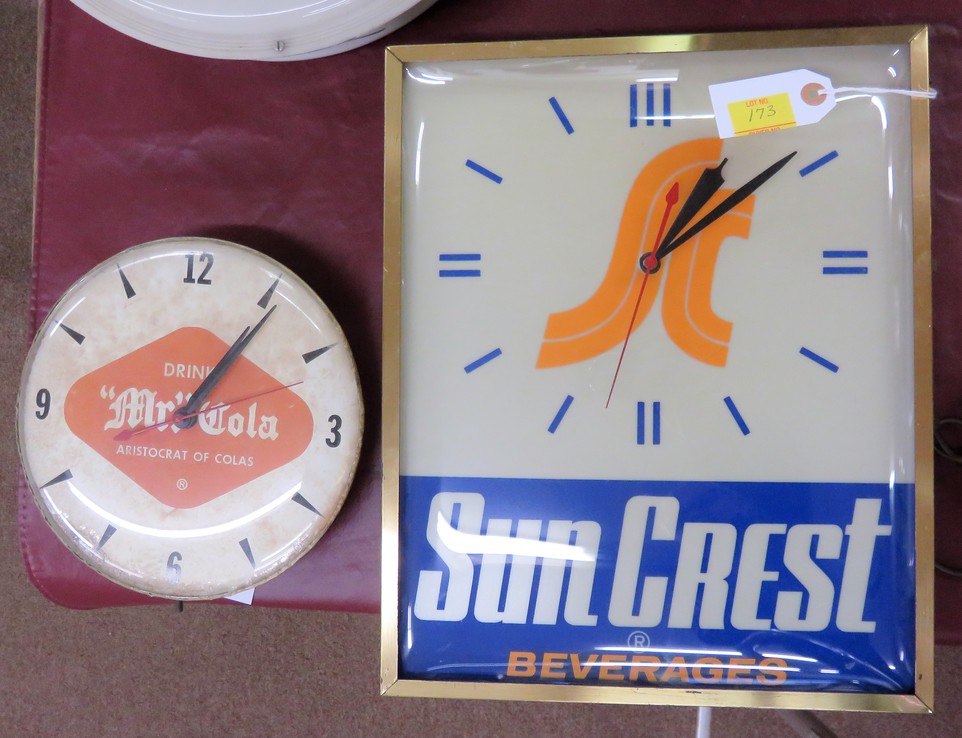 12
9
3
6
DRINK
"Mr." Cola
ARISTOCRAT OF COLAS
®
LOT NO.
173
Sun Crest
®
BEVERAGES